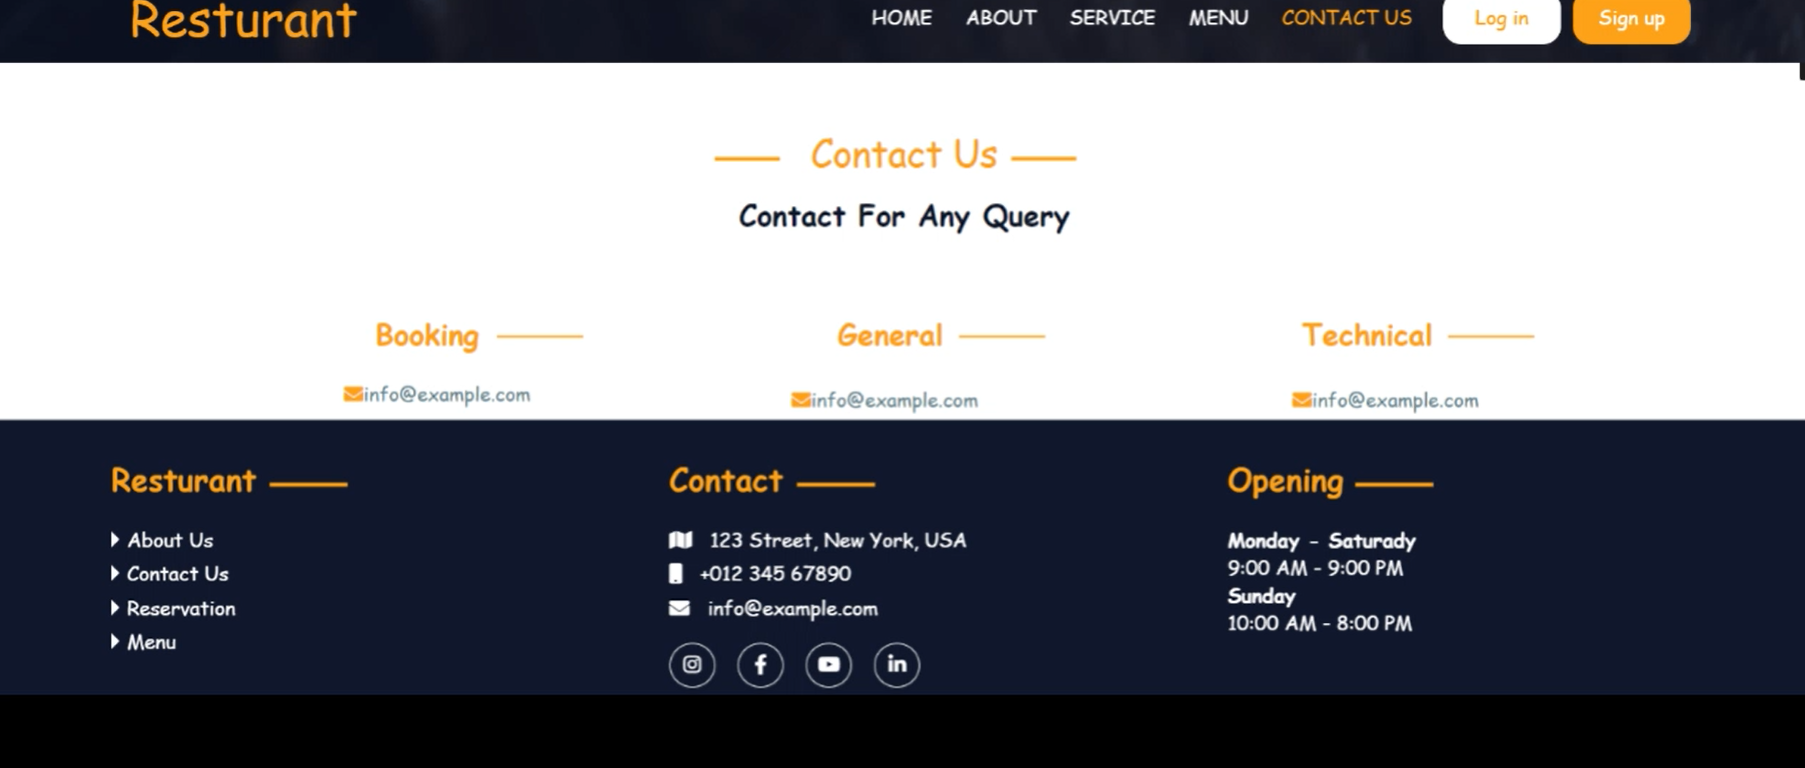 Resturant
HOME ABOUT SERVICE MENU CONTACT US Log in Sign up
Contact Us
Contact For Any Query
Booking General Technical
info@example.com info@example.com info@example.com
Resturant
About Us
Contact Us
Reservation
Menu
Contact
123 Street, New York, USA
+012 345 67890
info@example.com
Opening
Monday - Saturady
9:00 AM - 9:00 PM
Sunday
10:00 AM - 8:00 PM